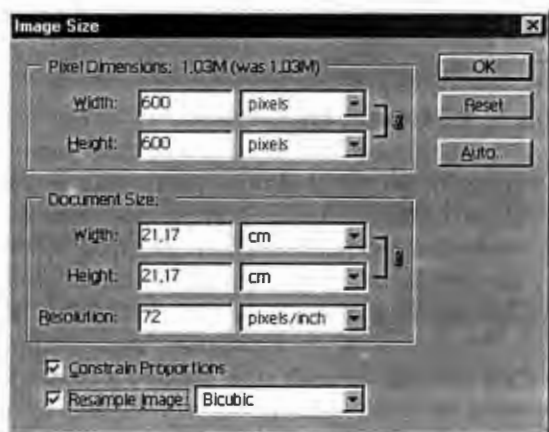 Image Size
Pixel Dimensions: 1,03M (was 1,03M)
OK
Width: 600 pixels
Reset
Height: 600 pixels
Auto...
Document Size:
Width: 21,17 cm
Height: 21,17 cm
Resolution: 72 pixels/inch
Constrain Proportions
Resample Image: Bicubic